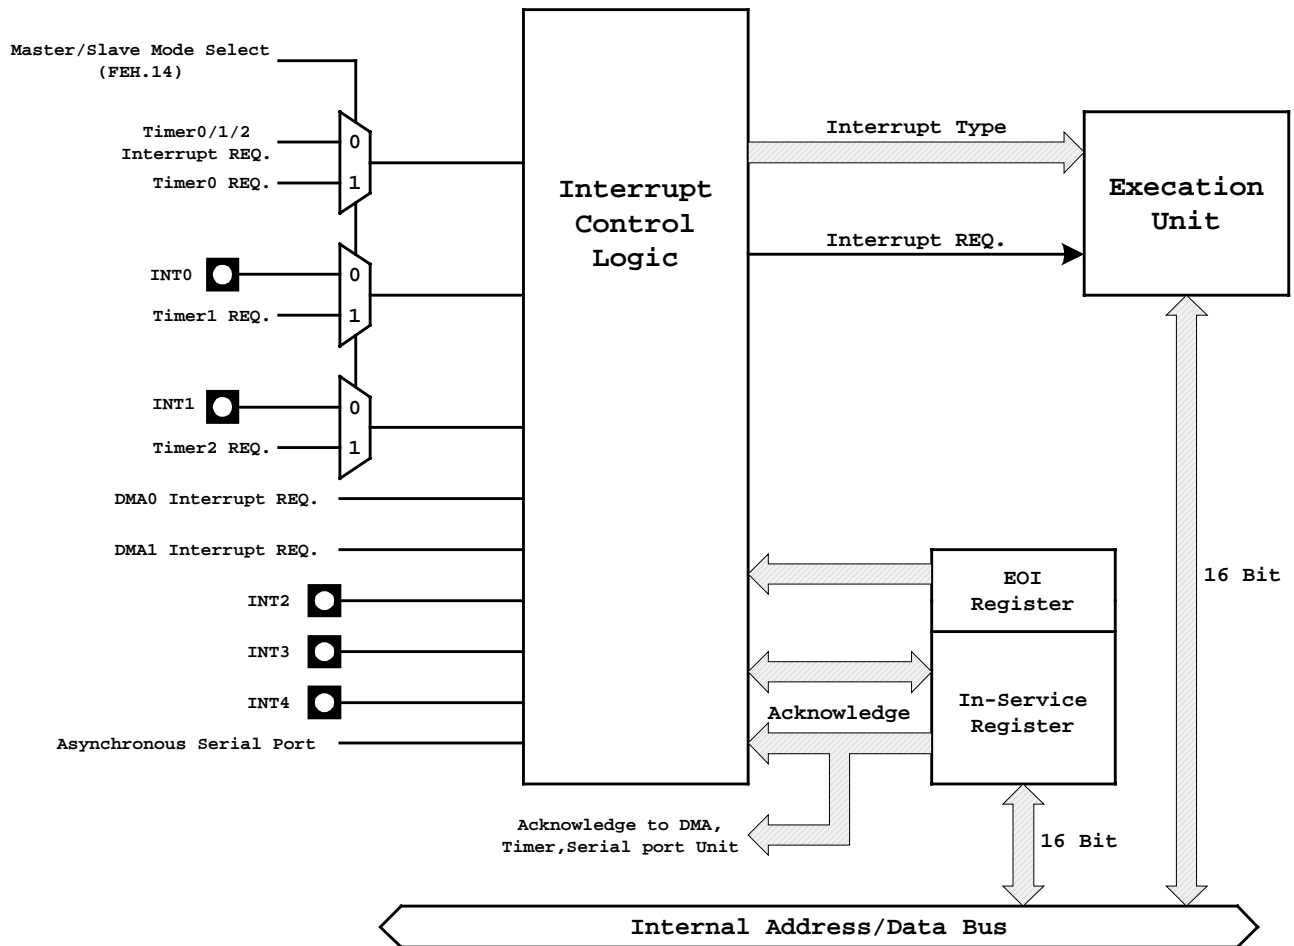 Master/Slave Mode Select
(FEH.14)
Timer0/1/2
Interrupt REQ.
0
Timer0 REQ.
1
INT0
0
Timer1 REQ.
1
INT1
0
Timer2 REQ.
1
DMA0 Interrupt REQ.
DMA1 Interrupt REQ.
INT2
INT3
INT4
Asynchronous Serial Port
Interrupt
Control
Logic
Interrupt Type
Interrupt REQ.
Execation
Unit
16 Bit
EOI
Register
In-Service
Register
Acknowledge
Acknowledge to DMA,
Timer,Serial port Unit
16 Bit
Internal Address/Data Bus